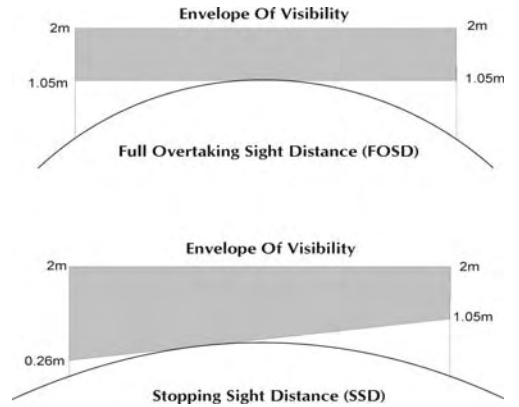 Envelope Of Visibility
2m 2m
1.05m 1.05m
Full Overtaking Sight Distance (FOSD)
Envelope Of Visibility
2m 2m
1.05m
0.26m
Stopping Sight Distance (SSD)